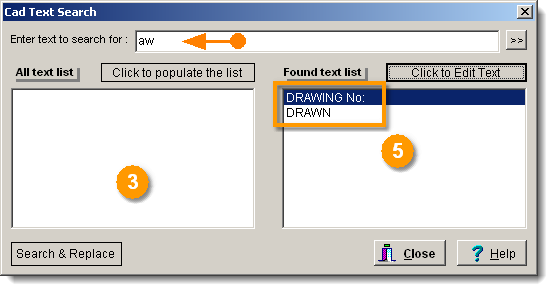 Cad Text Search
Enter text to search for : aw >>
All text list Click to populate the list Found text list Click to Edit Text
DRAWING No:
DRAWN
3 5
Search & Replace Close ? Help